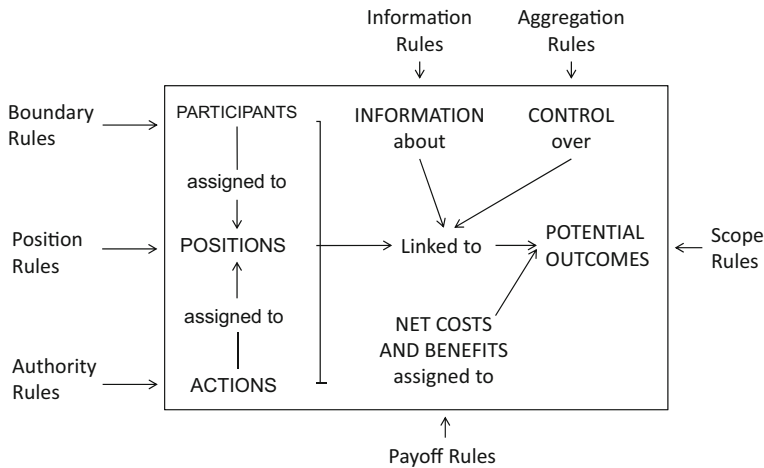 Information
Rules
Aggregation
Rules
Boundary
Rules
PARTICIPANTS
INFORMATION
about
CONTROL
over
assigned to
Position
Rules
POSITIONS
Linked to
POTENTIAL
OUTCOMES
Scope
Rules
assigned to
NET COSTS
AND BENEFITS
assigned to
Authority
Rules
ACTIONS
Payoff Rules